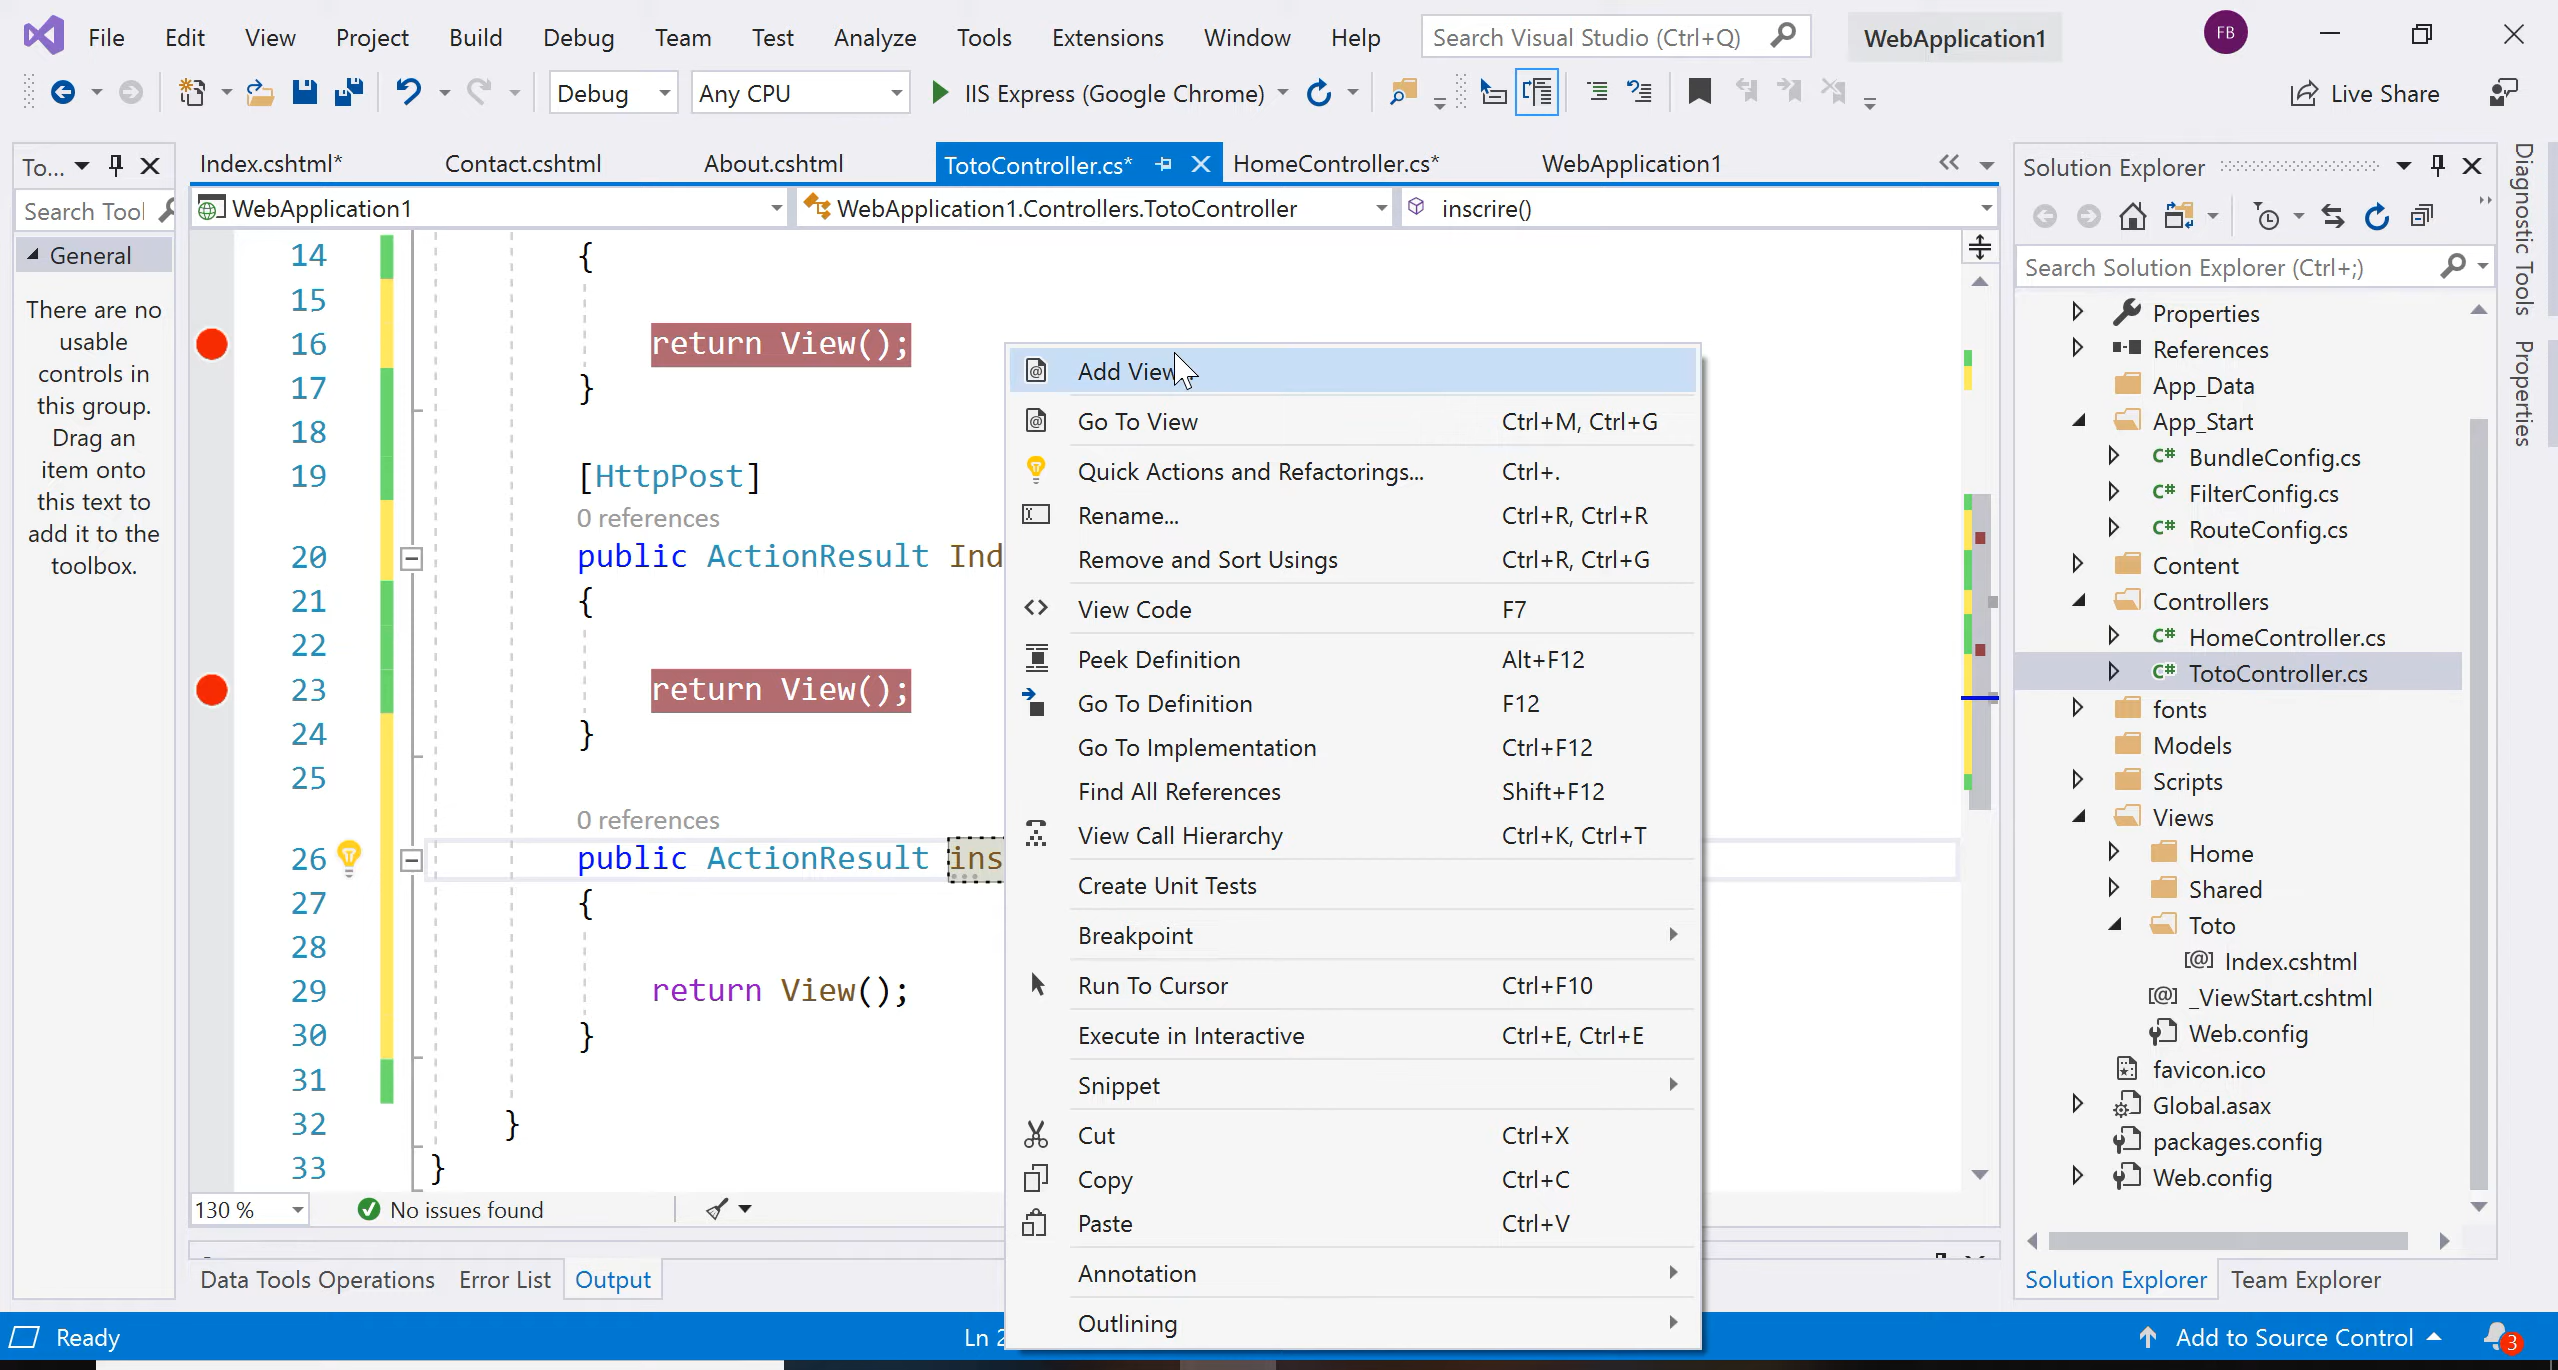 File Edit View Project Build Debug Team Test Analyze Tools Extensions Window Help Search Visual Studio (Ctrl+Q) WebApplication1 FB
Debug Any CPU IIS Express (Google Chrome) Live Share
To...
Search Tool
General
There are no
usable
controls in
this group.
Drag an
item onto
this text to
add it to the
toolbox.
Index.cshtml* Contact.cshtml About.cshtml TotoController.cs* HomeController.cs* WebApplication1
WebApplication1 WebApplication1.Controllers.TotoController inscrire()
14 {
15
16 return View();
17 }
18
19 [HttpPost]
0 references
20 public ActionResult Ind
21 {
22
23 return View();
24 }
25
0 references
26 public ActionResult ins
27 {
28
29 return View();
30 }
31
32 }
33 }
130 % No issues found
Data Tools Operations Error List Output
Add View
Go To View Ctrl+M, Ctrl+G
Quick Actions and Refactorings... Ctrl+.
Rename... Ctrl+R, Ctrl+R
Remove and Sort Usings Ctrl+R, Ctrl+G
View Code F7
Peek Definition Alt+F12
Go To Definition F12
Go To Implementation Ctrl+F12
Find All References Shift+F12
View Call Hierarchy Ctrl+K, Ctrl+T
Create Unit Tests
Breakpoint
Run To Cursor Ctrl+F10
Execute in Interactive Ctrl+E, Ctrl+E
Snippet
Cut Ctrl+X
Copy Ctrl+C
Paste Ctrl+V
Annotation
Outlining
Solution Explorer
Search Solution Explorer (Ctrl+;)
Properties
References
App_Data
App_Start
C# BundleConfig.cs
C# FilterConfig.cs
C# RouteConfig.cs
Content
Controllers
C# HomeController.cs
C# TotoController.cs
fonts
Models
Scripts
Views
Home
Shared
Toto
[@] Index.cshtml
[@] _ViewStart.cshtml
Web.config
favicon.ico
Global.asax
packages.config
Web.config
Solution Explorer Team Explorer
Diagnostic Tools
Properties
Ready Ln 2 Add to Source Control 3